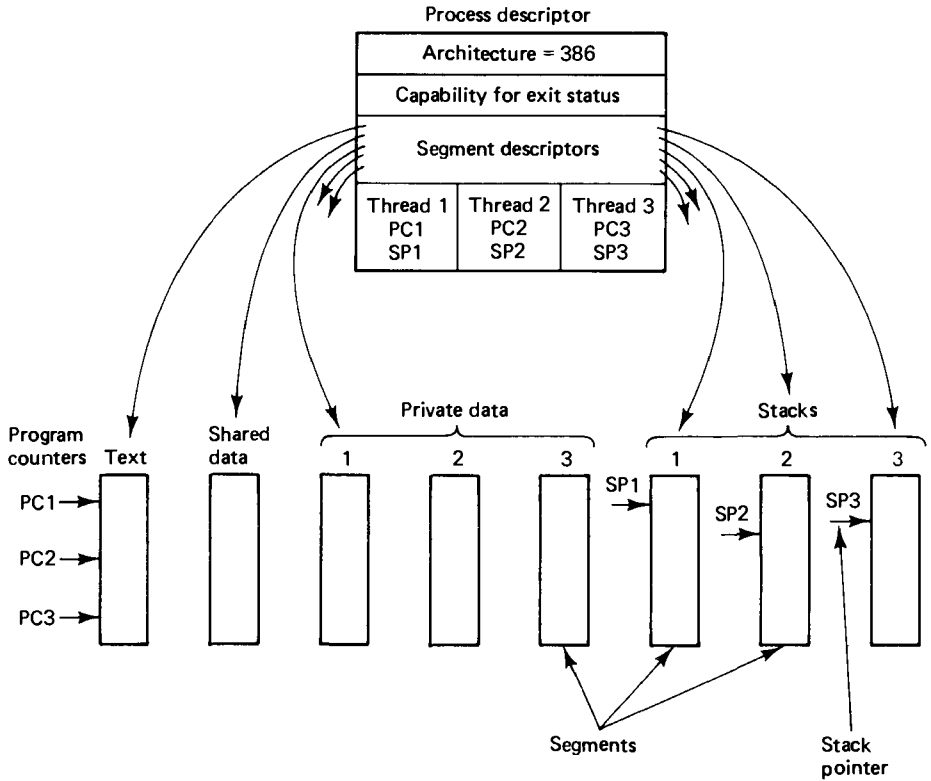 Process descriptor
Architecture = 386
Capability for exit status
Segment descriptors
Thread 1 Thread 2 Thread 3
PC1 PC2 PC3
SP1 SP2 SP3
Private data
Stacks
Program
counters
Text
Shared
data
1 2 3 1 2 3
PC1
PC2
PC3
SP1
SP2
SP3
Segments
Stack
pointer